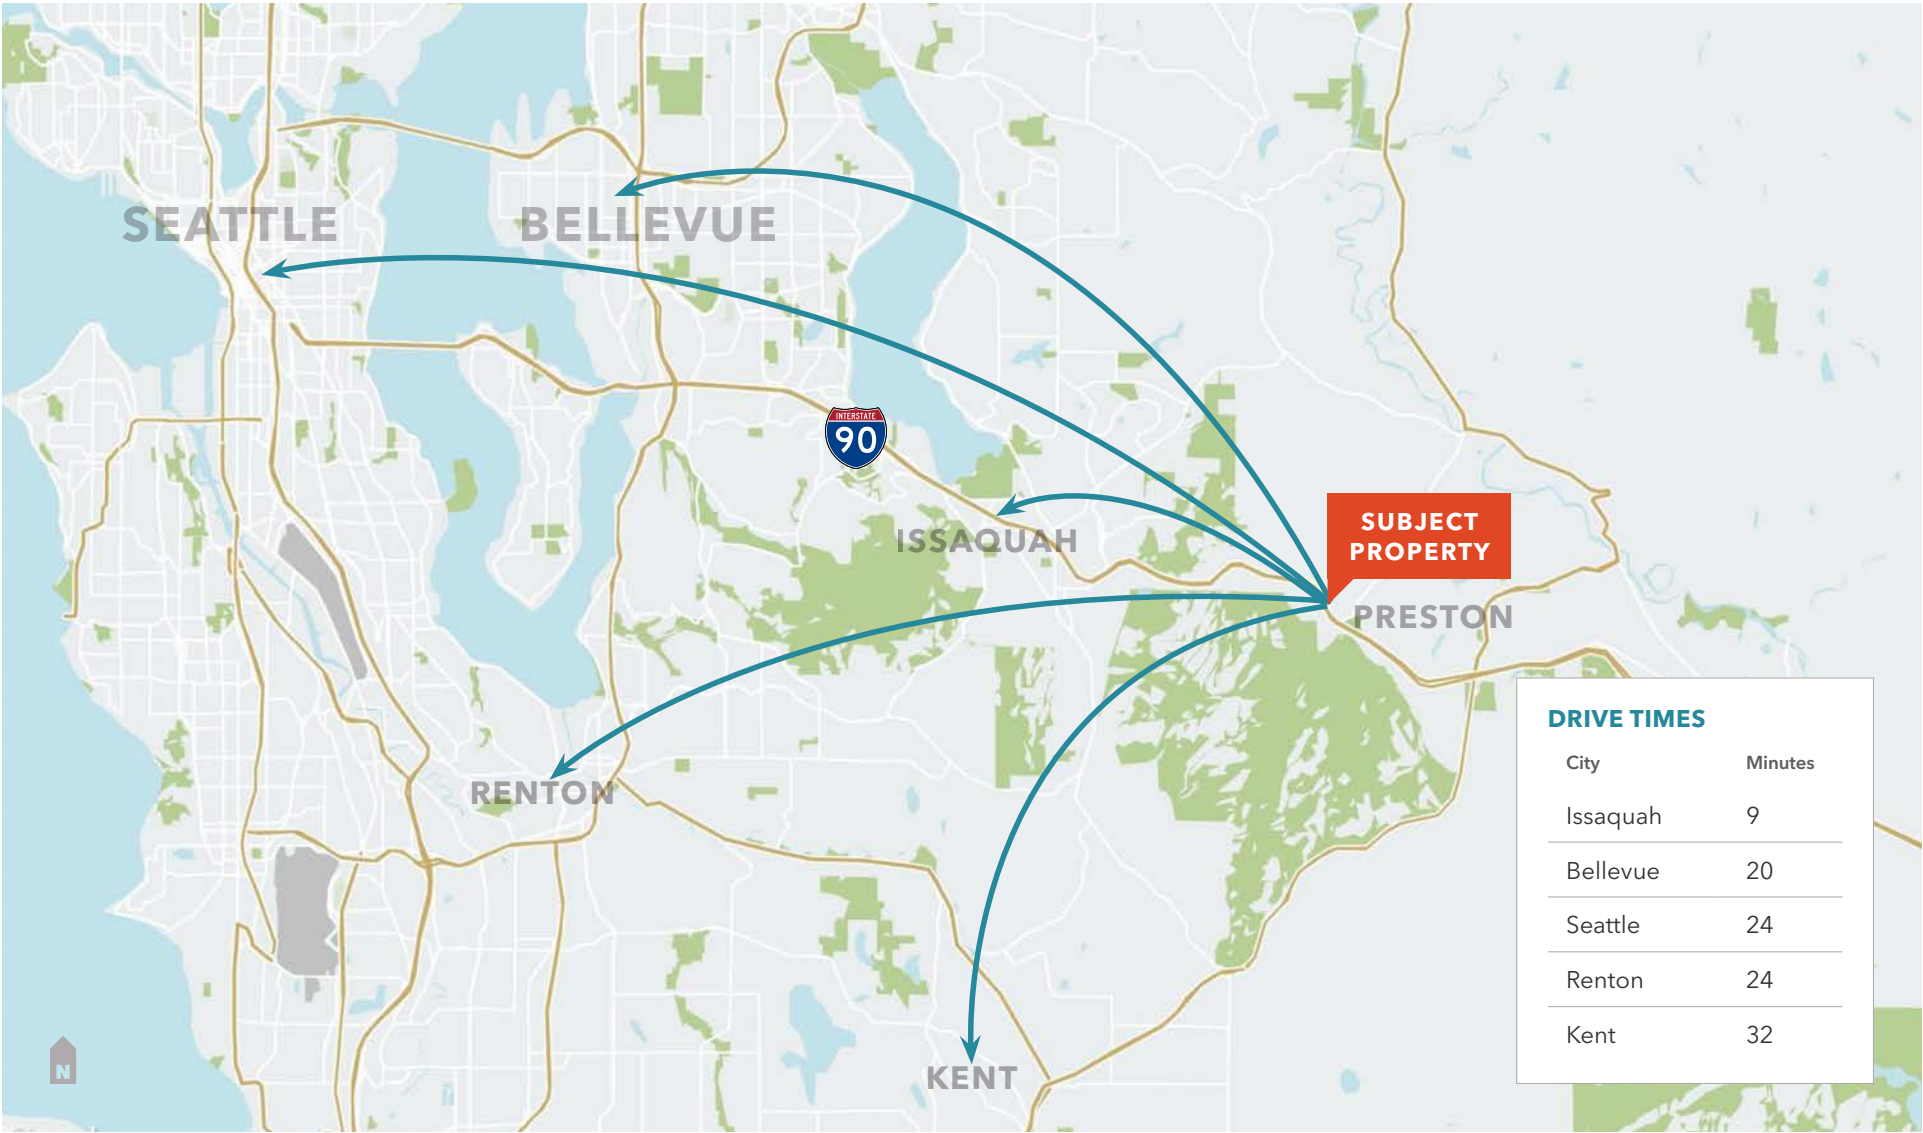 SEATTLE
BELLEVUE
INTERSTATE
90
ISSAQUAH
SUBJECT
PROPERTY
PRESTON
RENTON
KENT
N
DRIVE TIMES
City Minutes
Issaquah 9
Bellevue 20
Seattle 24
Renton 24
Kent 32